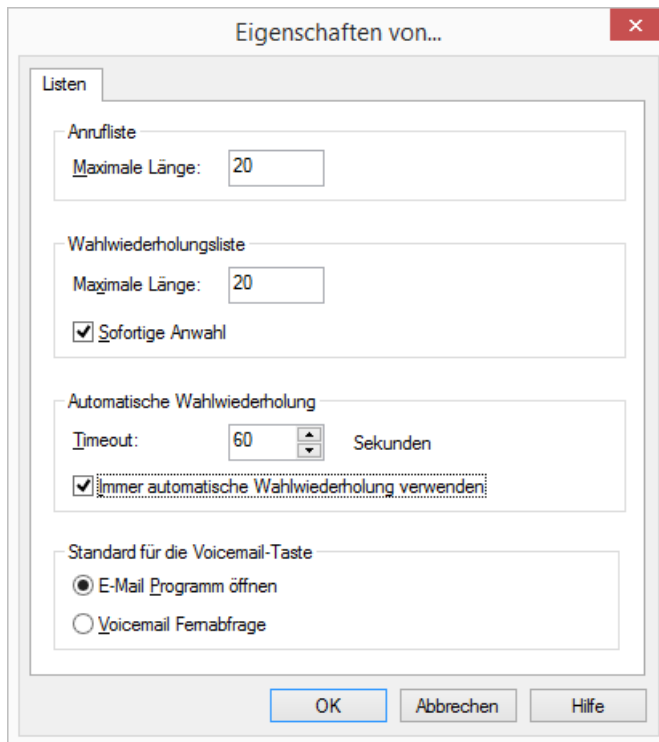 Eigenschaften von...
Listen
Anrufliste
Maximale Länge: 20
Wahlwiederholungsliste
Maximale Länge: 20
Sofortige Anwahl
Automatische Wahlwiederholung
Timeout: 60 Sekunden
Immer automatische Wahlwiederholung verwenden
Standard für die Voicemail-Taste
E-Mail Programm öffnen
Voicemail Fernabfrage
OK Abbrechen Hilfe